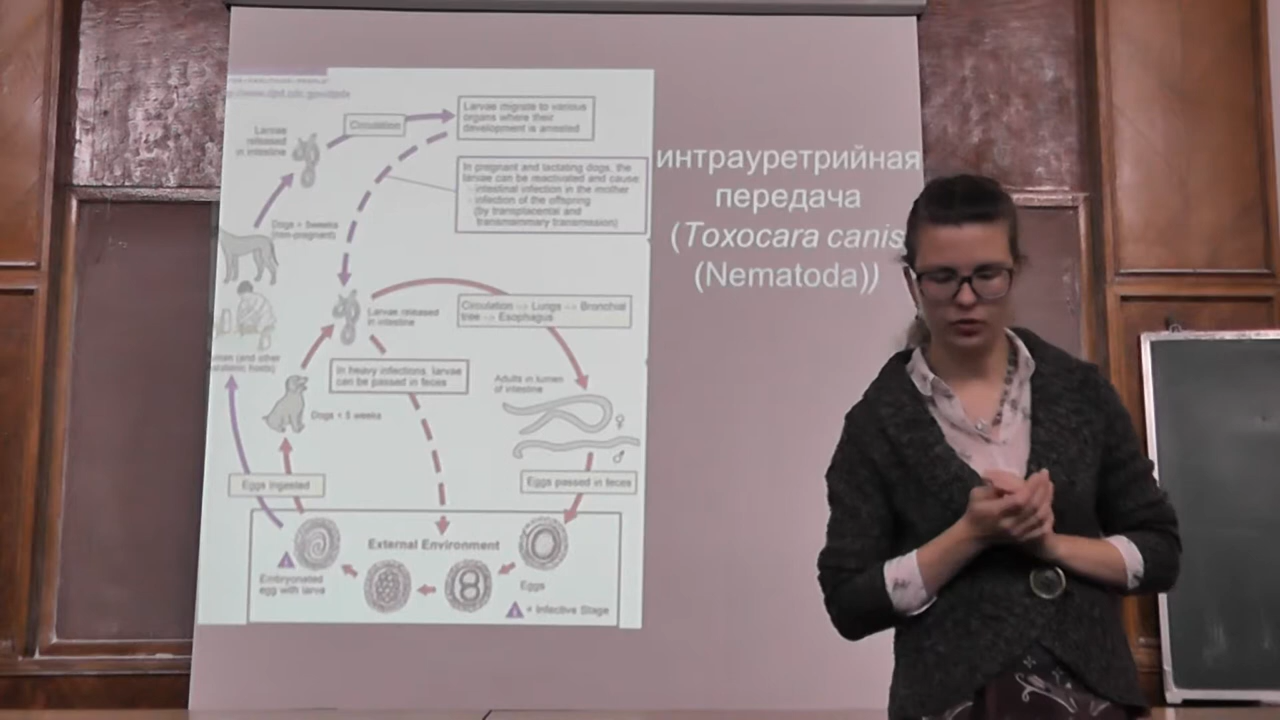 Larvae
released
in intestine
Circulation
Larvae migrate to various
organs where their
development is arrested
In pregnant and lactating dogs, the
larvae can be reactivated and cause
- intestinal infection in the mother
- infection of the offspring
(by transplacental and
transmammary transmission)
Dogs > 5weeks
(non-pregnant)
Larvae released
in intestine
Circulation --> Lungs --> Bronchial
tree --> Esophagus
(and other
hosts)
In heavy infections, larvae
can be passed in feces
Adults in lumen
of intestine
Dogs < 5 weeks
♀
♂
Eggs ingested
Eggs passed in feces
External Environment
Embryonated
egg with larva
Eggs
= Infective Stage
интрауретрийная
передача
(Toxocara canis
(Nematoda))